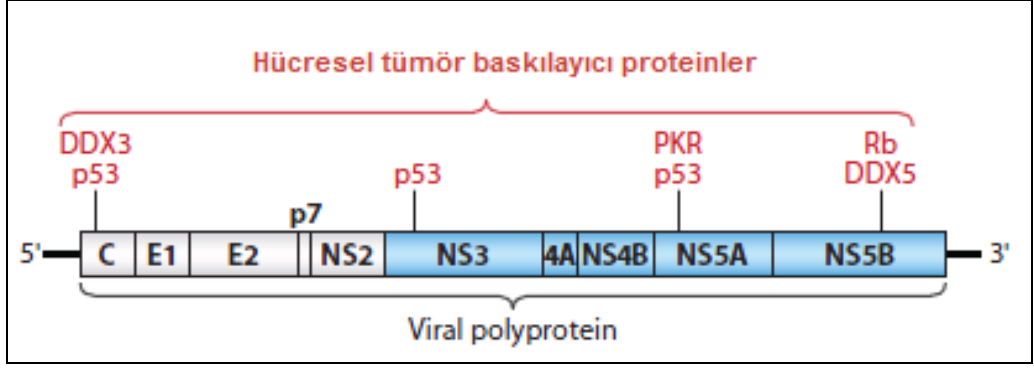 Hücresel tümör baskılayıcı proteinler
DDX3 PKR Rb
p53 p53 p53 DDX5
p7
5' C E1 E2 NS2 NS3 4A NS4B NS5A NS5B 3'
Viral polyprotein